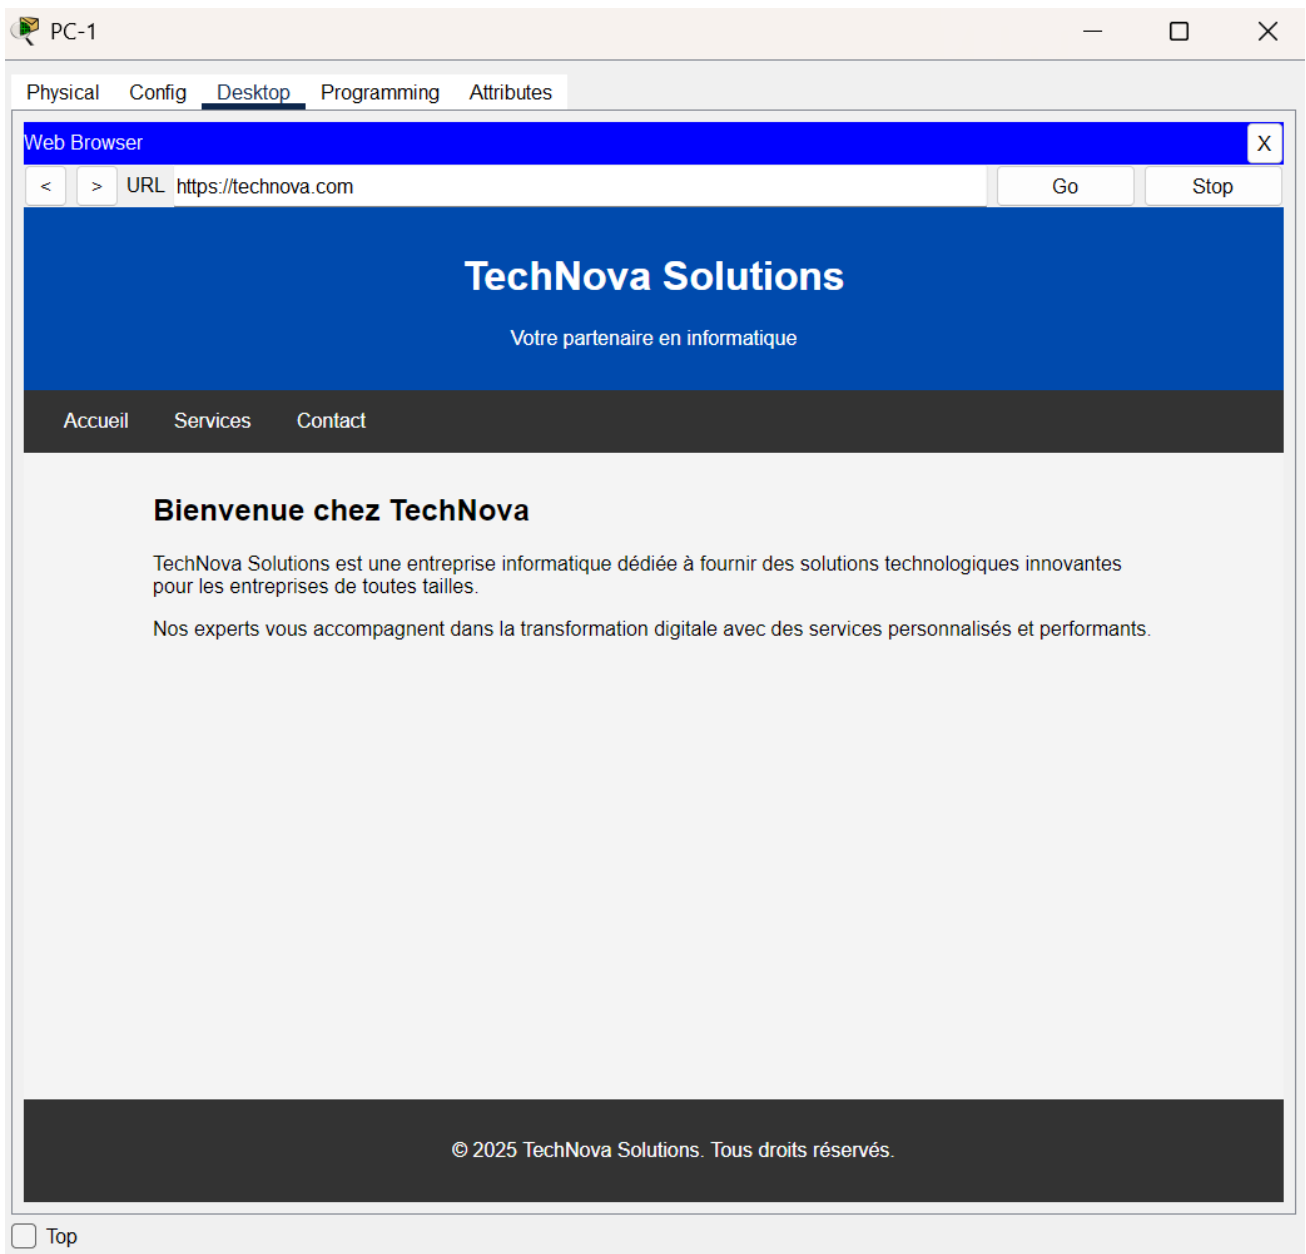 PC-1
Physical Config Desktop Programming Attributes
Web Browser X
< > URL https://technova.com Go Stop
TechNova Solutions
Votre partenaire en informatique
Accueil Services Contact
Bienvenue chez TechNova
TechNova Solutions est une entreprise informatique dédiée à fournir des solutions technologiques innovantes
pour les entreprises de toutes tailles.
Nos experts vous accompagnent dans la transformation digitale avec des services personnalisés et performants.
© 2025 TechNova Solutions. Tous droits réservés.
Top